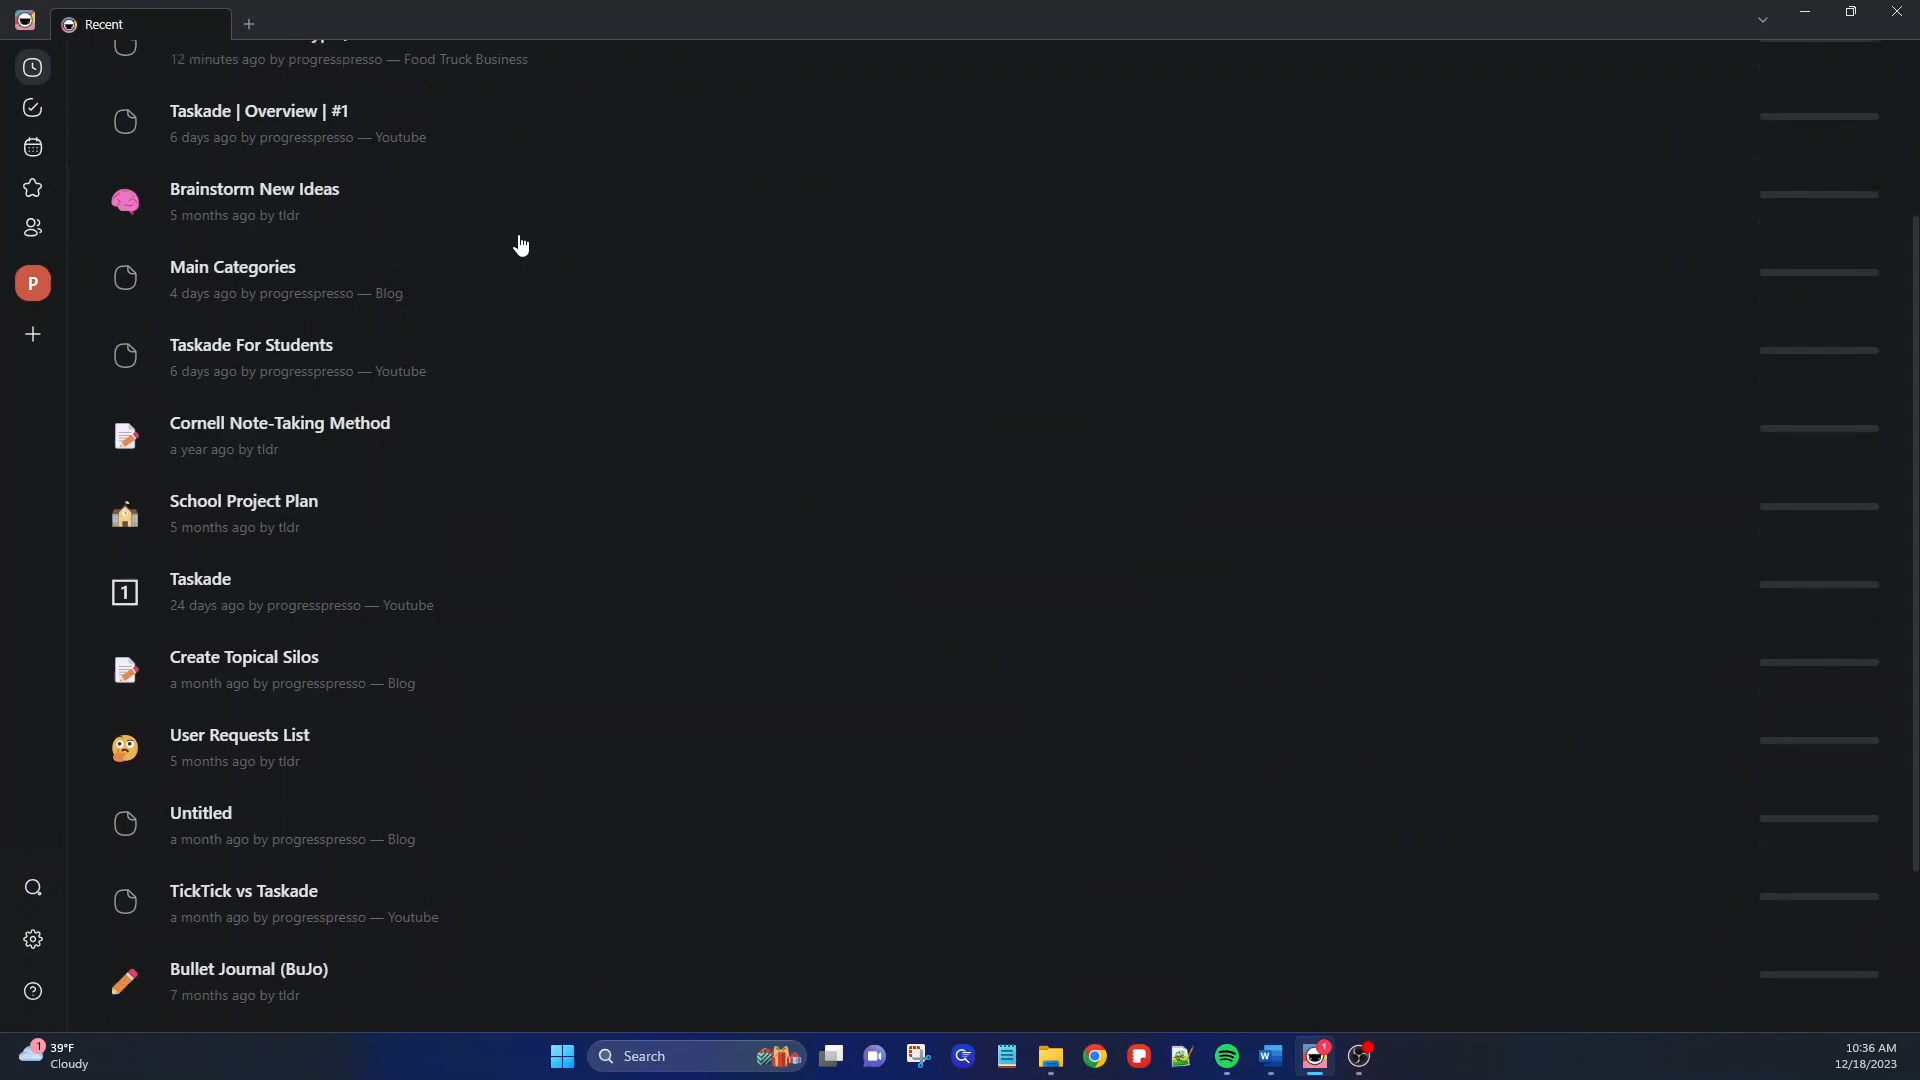 Recent
12 minutes ago by progresspresso — Food Truck Business
Taskade | Overview | #1
6 days ago by progresspresso — Youtube
Brainstorm New Ideas
5 months ago by tldr
Main Categories
4 days ago by progresspresso — Blog
Taskade For Students
6 days ago by progresspresso — Youtube
Cornell Note-Taking Method
a year ago by tldr
School Project Plan
5 months ago by tldr
1
Taskade
24 days ago by progresspresso — Youtube
Create Topical Silos
a month ago by progresspresso — Blog
User Requests List
5 months ago by tldr
Untitled
a month ago by progresspresso — Blog
TickTick vs Taskade
a month ago by progresspresso — Youtube
Bullet Journal (BuJo)
7 months ago by tldr
P
1
39°F
Cloudy
Search
W
1
10:36 AM
12/18/2023